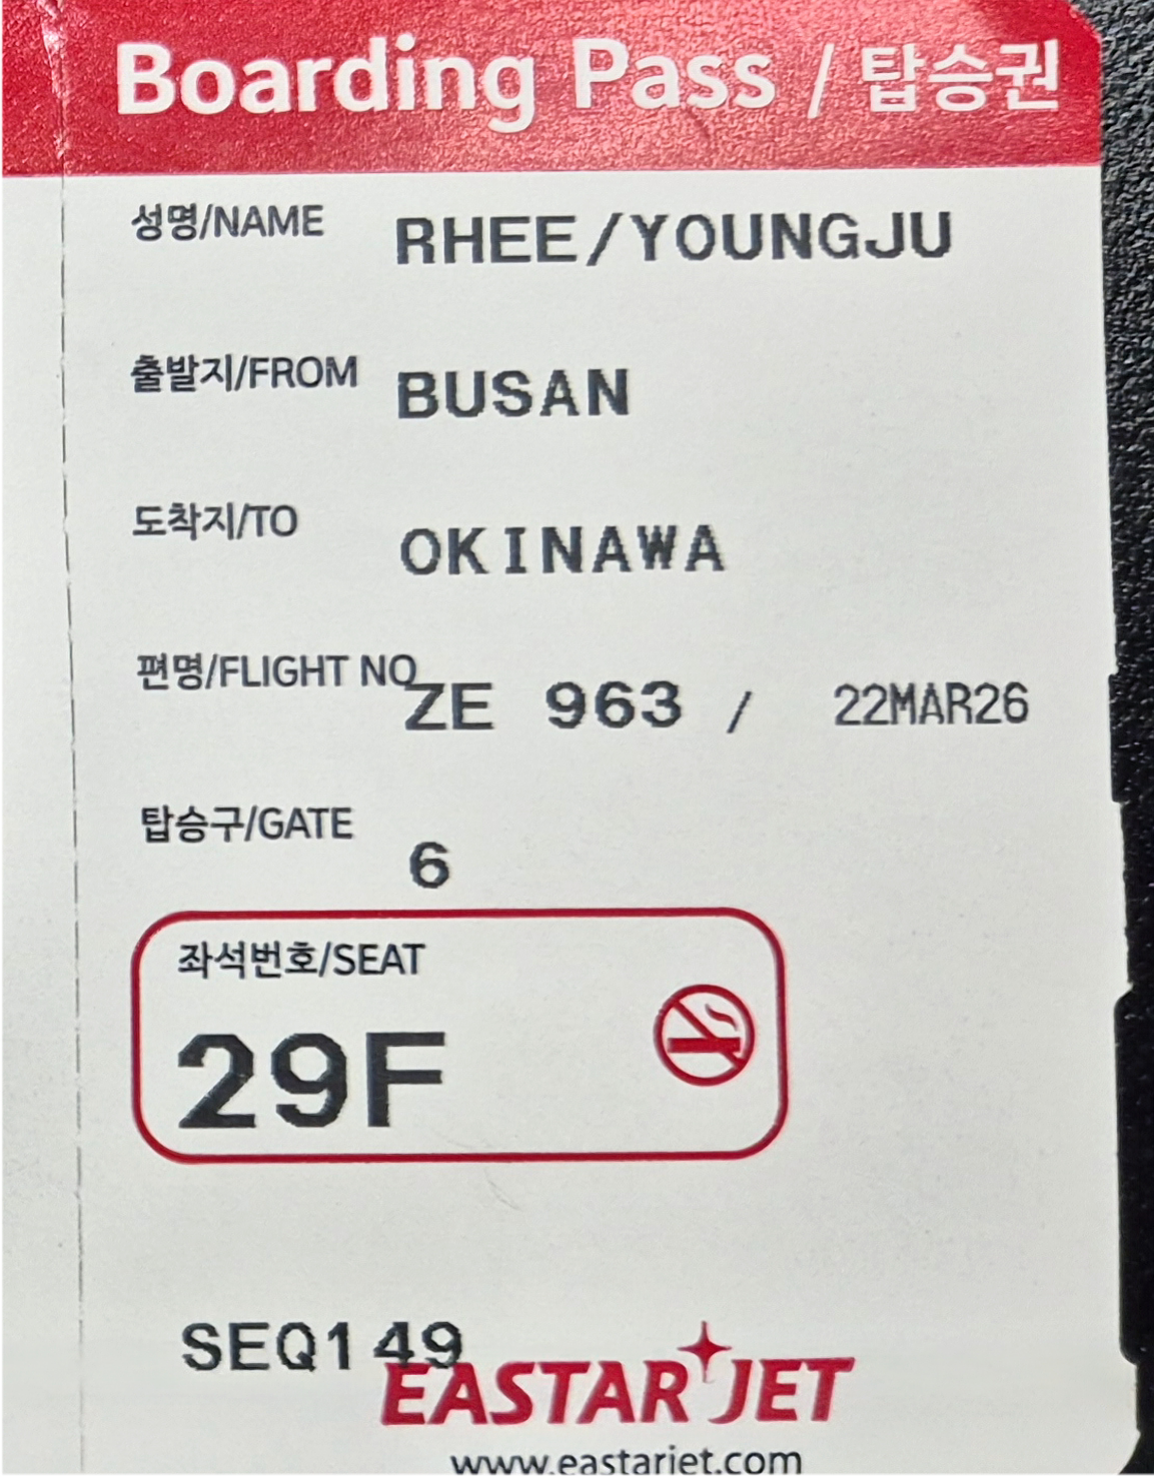 Boarding Pass / 탑승권
성명/NAME RHEE/YOUNGJU
출발지/FROM BUSAN
도착지/TO OKINAWA
편명/FLIGHT NO ZE 963 / 22MAR26
탑승구/GATE 6
좌석번호/SEAT
29F
SEQ149
EASTAR JET
www.eastarjet.com